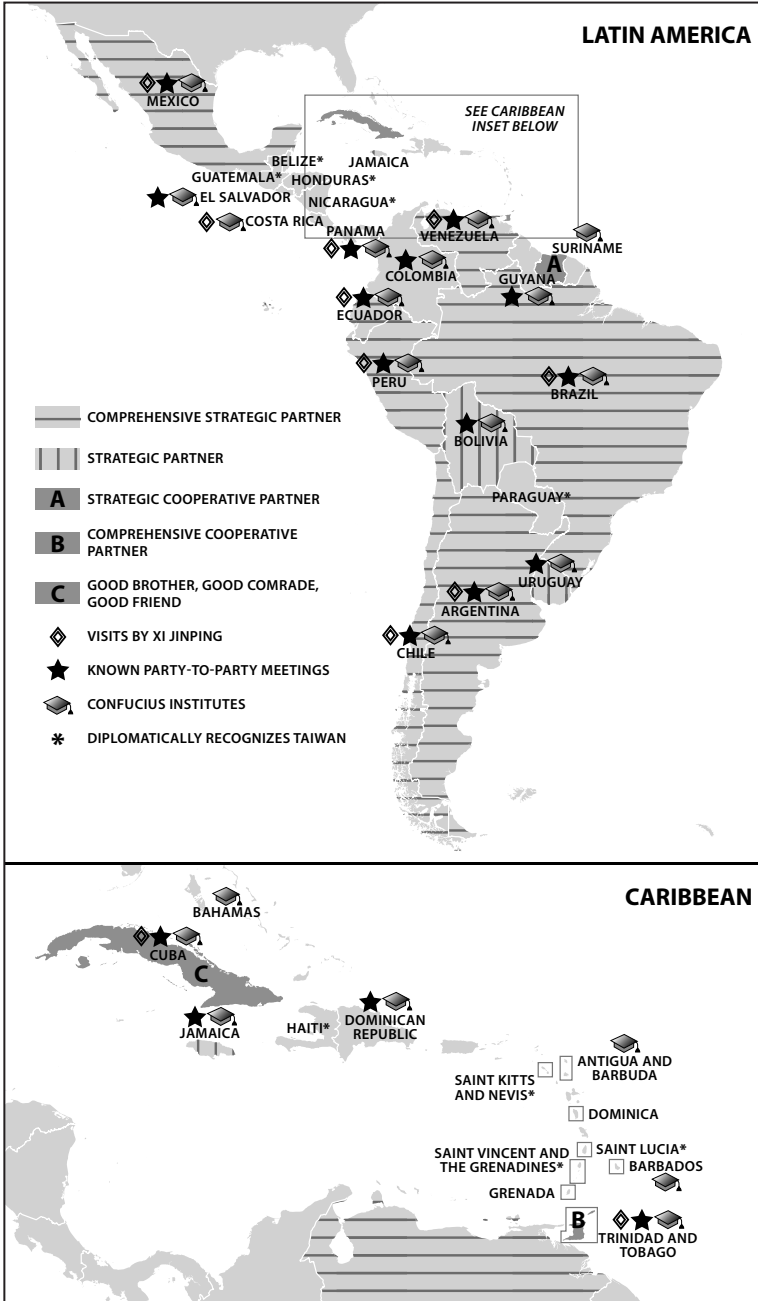 LATIN AMERICA
SEE CARIBBEAN
INSET BELOW
MEXICO
BELIZE*
JAMAICA
GUATEMALA*
HONDURAS*
EL SALVADOR
NICARAGUA*
COSTA RICA
PANAMA
VENEZUELA
SURINAME
A
COLOMBIA
GUYANA
ECUADOR
PERU
BRAZIL
BOLIVIA
PARAGUAY*
URUGUAY
ARGENTINA
CHILE
COMPREHENSIVE STRATEGIC PARTNER
STRATEGIC PARTNER
A STRATEGIC COOPERATIVE PARTNER
B COMPREHENSIVE COOPERATIVE
PARTNER
C GOOD BROTHER, GOOD COMRADE,
GOOD FRIEND
VISITS BY XI JINPING
KNOWN PARTY-TO-PARTY MEETINGS
CONFUCIUS INSTITUTES
* DIPLOMATICALLY RECOGNIZES TAIWAN
CARIBBEAN
BAHAMAS
CUBA
C
JAMAICA
HAITI*
DOMINICAN
REPUBLIC
ANTIGUA AND
BARBUDA
SAINT KITTS
AND NEVIS*
DOMINICA
SAINT VINCENT AND
THE GRENADINES*
SAINT LUCIA*
BARBADOS
GRENADA
B
TRINIDAD AND
TOBAGO